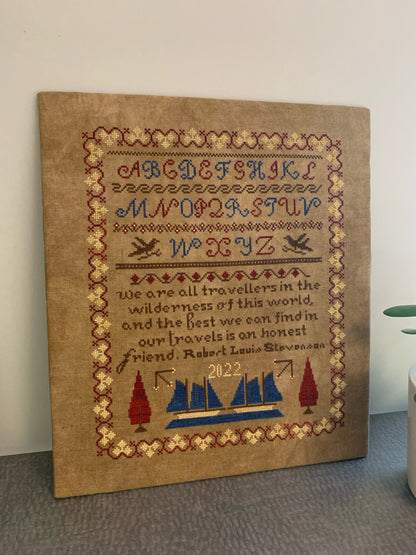 ABCDEFGHIKL
MNOPQRSTUV
WXYZ
we are all travellers in the
wilderness of this world,
and the best we can find in
our travels is an honest
friend. Robert Louis Stevenson
2022